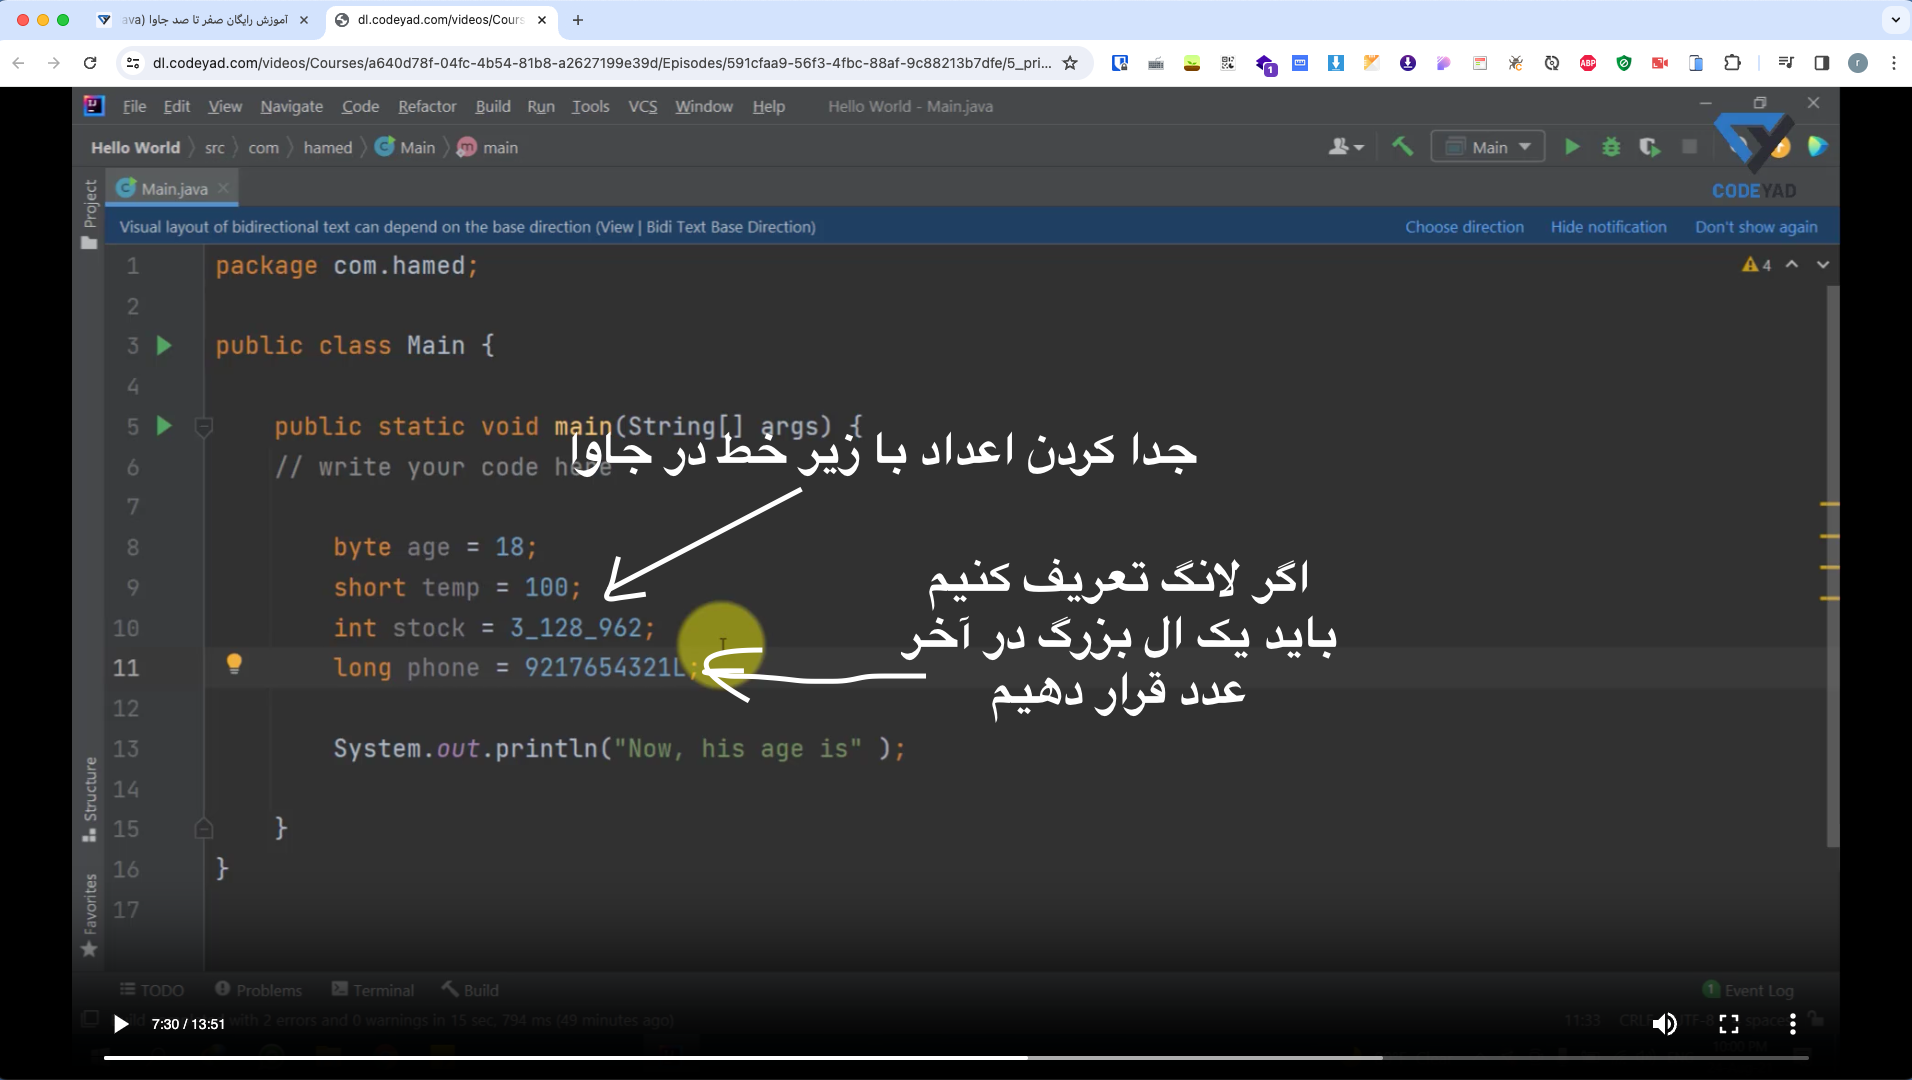 آموزش رایگان صفر تا صد جاوا (ava
dl.codeyad.com/videos/Cours
dl.codeyad.com/videos/Courses/a640d78f-04fc-4b54-81b8-a2627199e39d/Episodes/591cfaa9-56f3-4fbc-88af-9c88213b7dfe/5_pri...
1
ABP
r
File Edit View Navigate Code Refactor Build Run Tools VCS Window Help Hello World - Main.java
Hello World src com hamed Main main
Main
CODEYAD
Project
Main.java
Visual layout of bidirectional text can depend on the base direction (View | Bidi Text Base Direction) Choose direction Hide notification Don't show again
4
1 package com.hamed;
2
3 public class Main {
4
5 public static void main(String[] args) {
6 // write your code here
جدا کردن اعداد با زیر خط در جاوا
7
8 byte age = 18;
9 short temp = 100;
10 int stock = 3_128_962;
11 long phone = 9217654321L;
اگر لانگ تعریف کنیم
باید یک ال بزرگ در آخر
عدد قرار دهیم
12
13 System.out.println("Now, his age is" );
14
15 }
16 }
17
Structure
Favorites
TODO Problems Terminal Build
1 Event Log
7:30 / 13:51
with 2 errors and 0 warnings in 15 sec, 794 ms (49 minutes ago)
11:33 CRLF